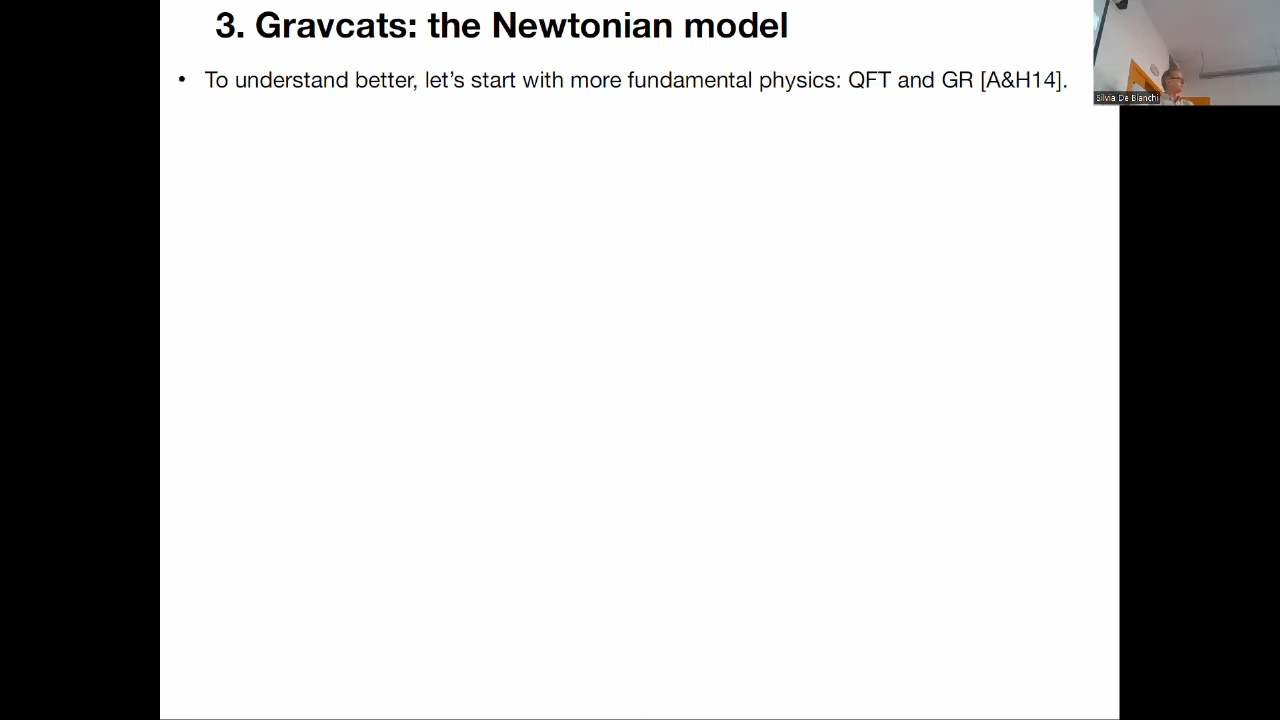 3. Gravcats: the Newtonian model
• To understand better, let's start with more fundamental physics: QFT and GR [A&H14].
Silvia De Bianchi